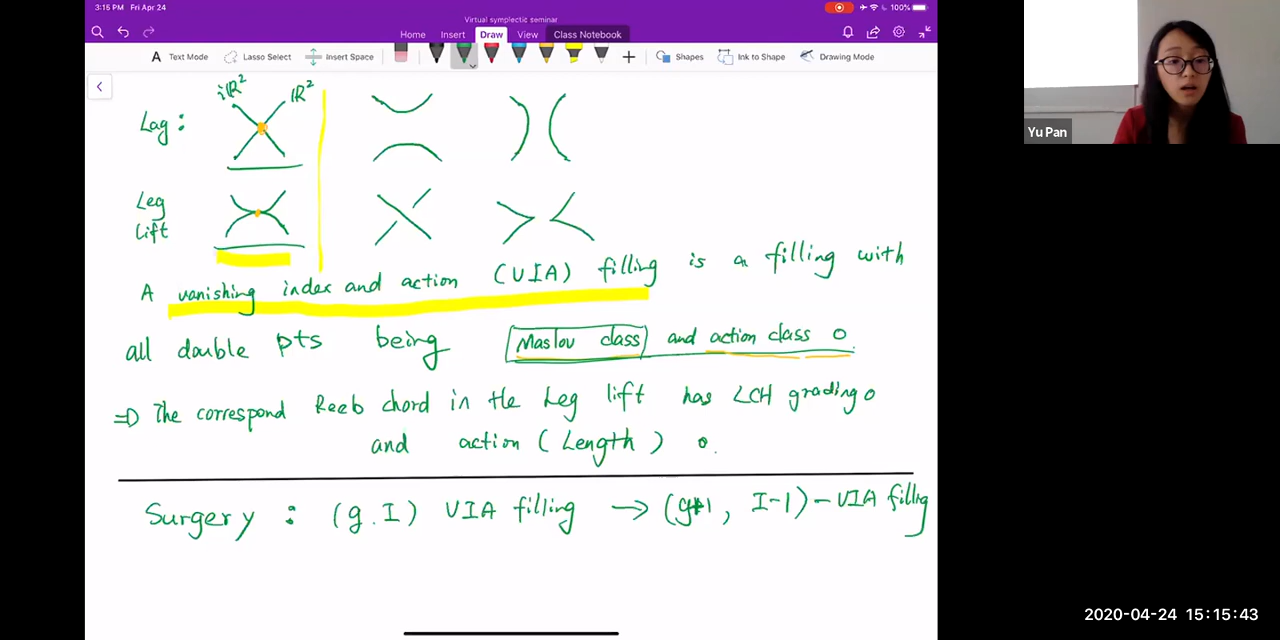 3:15 PM Fri Apr 24
100%
Virtual symplectic seminar
Home Insert Draw View Class Notebook
Text Mode Lasso Select Insert Space Shapes Ink to Shape Drawing Mode
iR² R²
Lag:
Leg
lift
A vanishing index and action (VIA) filling is a filling with
all double pts being Maslov class and action class 0.
⇒ The correspond Reeb chord in the Leg lift has LCH grading 0
and action (Length) 0.
Surgery: (g.I) VIA filling → (g+1, I-1)-VIA filling
Yu Pan
2020-04-24 15:15:43